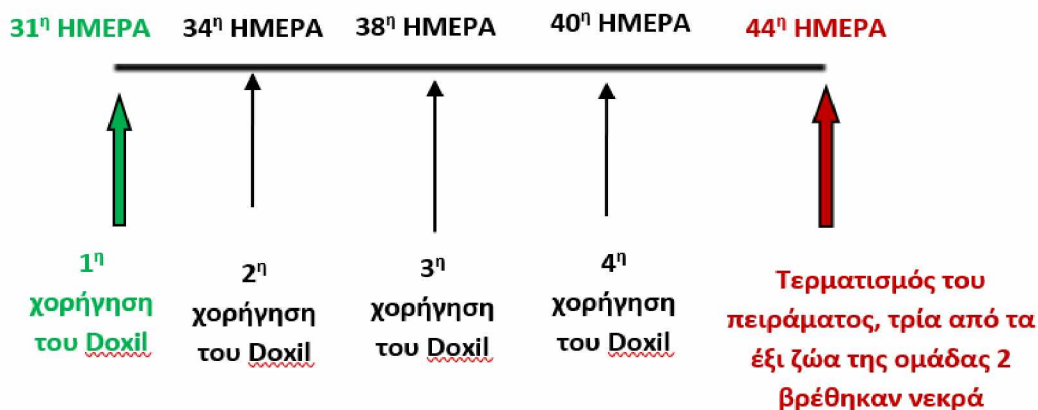 31η ΗΜΕΡΑ 34η ΗΜΕΡΑ 38η ΗΜΕΡΑ 40η ΗΜΕΡΑ 44η ΗΜΕΡΑ
1η
χορήγηση
του Doxil
2η
χορήγηση
του Doxil
3η
χορήγηση
του Doxil
4η
χορήγηση
του Doxil
Τερματισμός του
πειράματος, τρία από τα
έξι ζώα της ομάδας 2
βρέθηκαν νεκρά